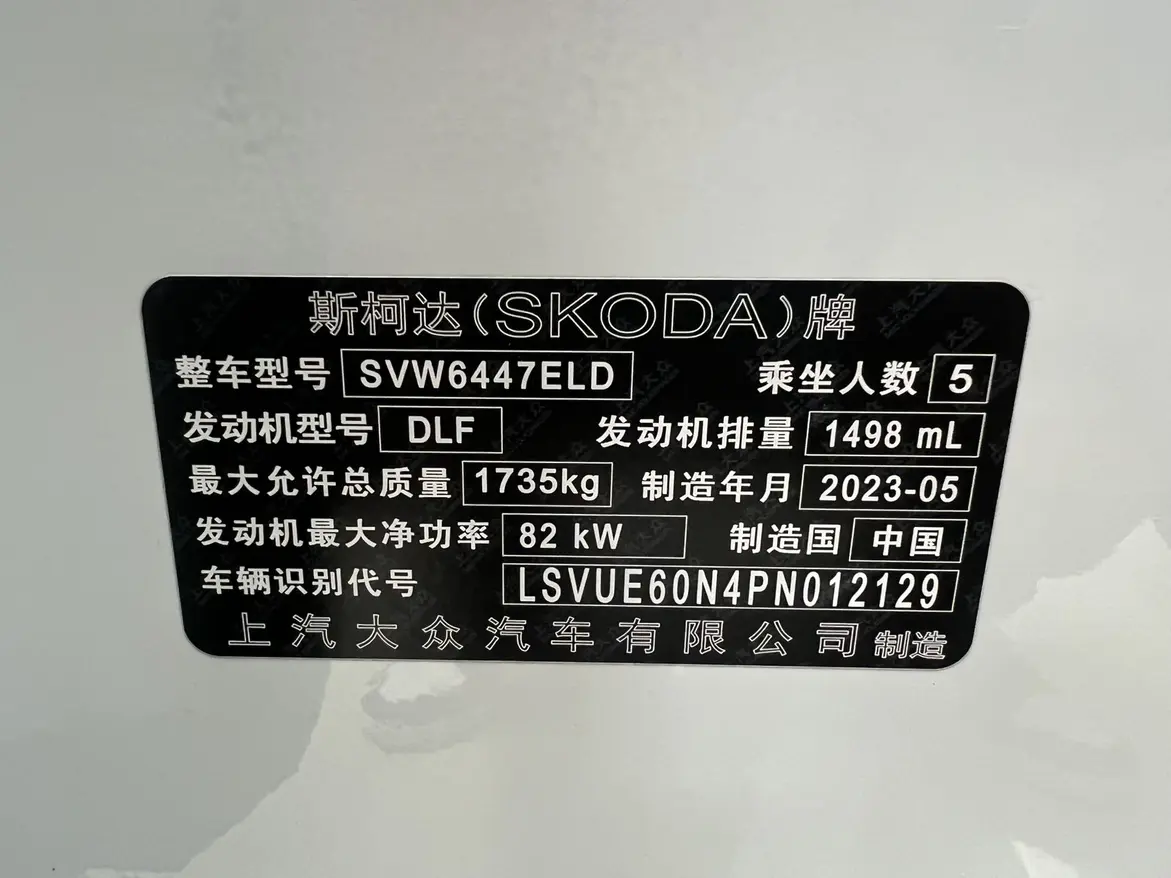 斯柯达(SKODA)牌
整车型号 SVW6447ELD 乘坐人数 5
发动机型号 DLF 发动机排量 1498 mL
最大允许总质量 1735kg 制造年月 2023-05
发动机最大净功率 82 kW 制造国 中国
车辆识别代号 LSVUE60N4PN012129
上汽大众汽车有限公司 制造